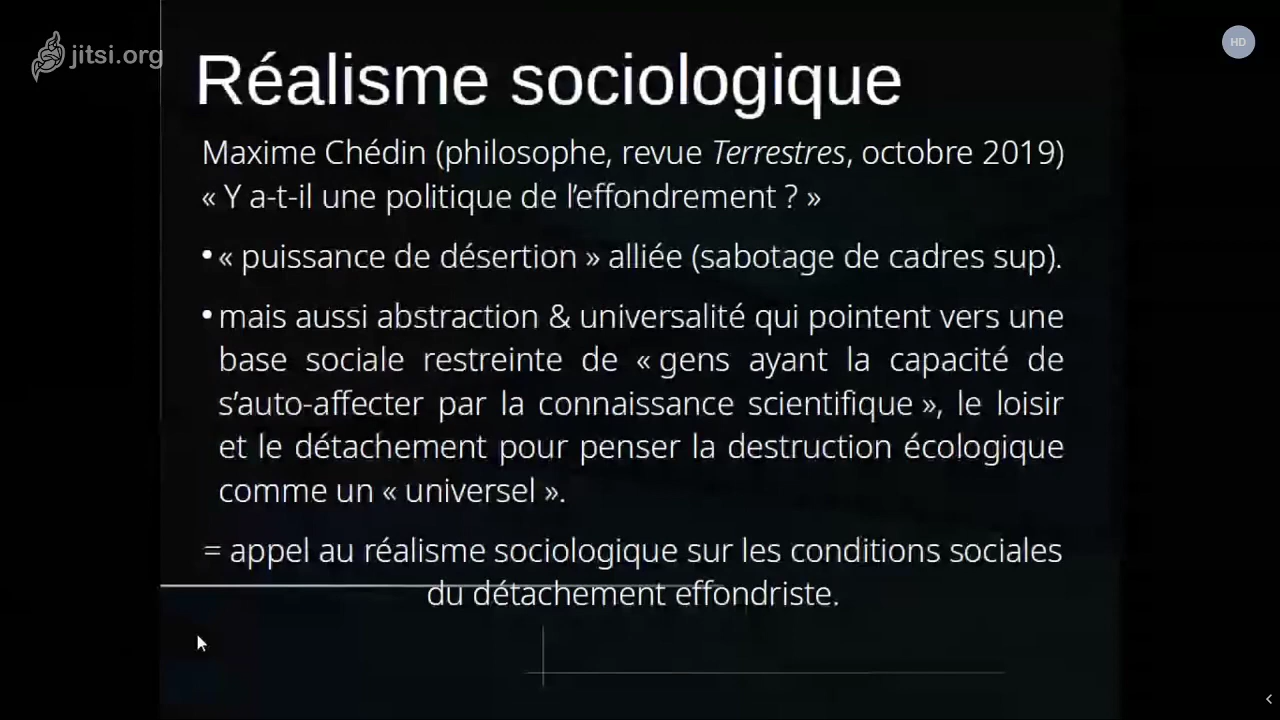 jitsi.org
HD
Réalisme sociologique
Maxime Chédin (philosophe, revue Terrestres, octobre 2019)
« Y a-t-il une politique de l’effondrement ? »
• « puissance de désertion » alliée (sabotage de cadres sup).
• mais aussi abstraction & universalité qui pointent vers une
base sociale restreinte de « gens ayant la capacité de
s’auto-affecter par la connaissance scientifique », le loisir
et le détachement pour penser la destruction écologique
comme un « universel ».
= appel au réalisme sociologique sur les conditions sociales
du détachement effondriste.